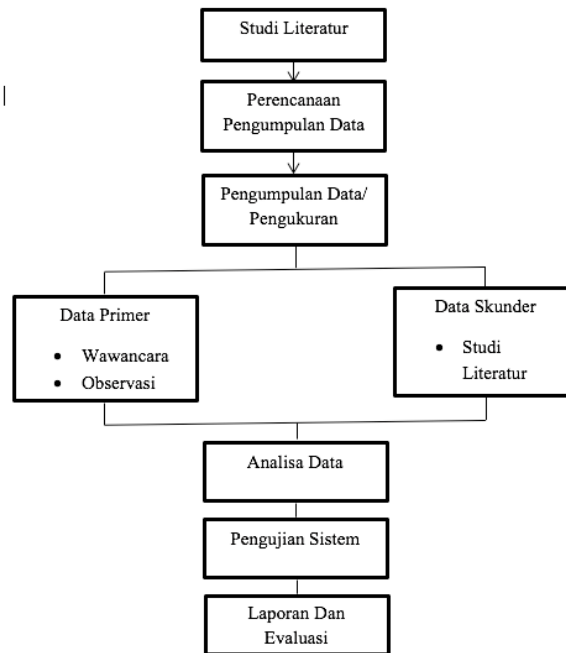 Studi Literatur
Perencanaan
Pengumpulan Data
Pengumpulan Data/
Pengukuran
Data Primer
• Wawancara
• Observasi
Data Skunder
• Studi
Literatur
Analisa Data
Pengujian Sistem
Laporan Dan
Evaluasi